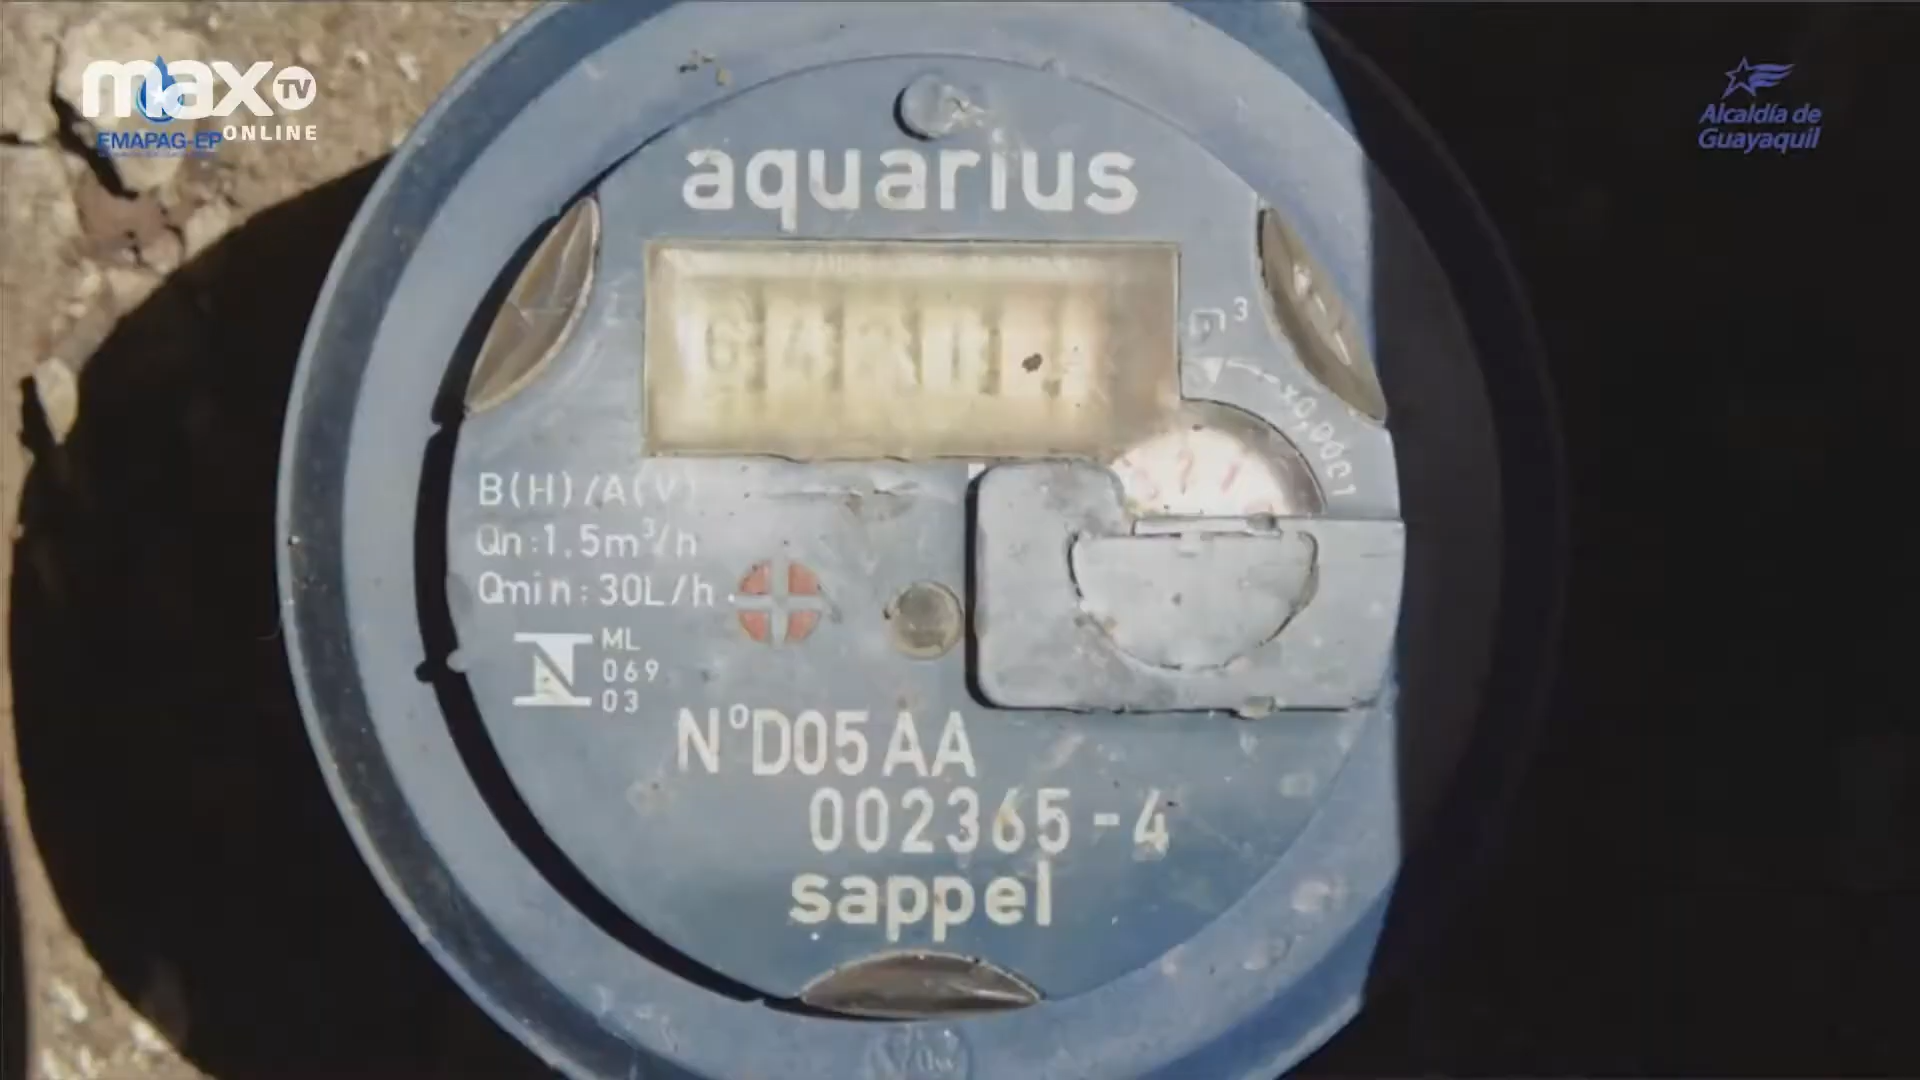 max TV
ONLINE
EMAPAG-EP
Alcaldía de
Guayaquil
aquarius
m³
x0,0001
B(H)/A(V)
Qn:1,5m³/h
Qmin:30L/h
ML
069
03
N°D05AA
002365-4
sappel